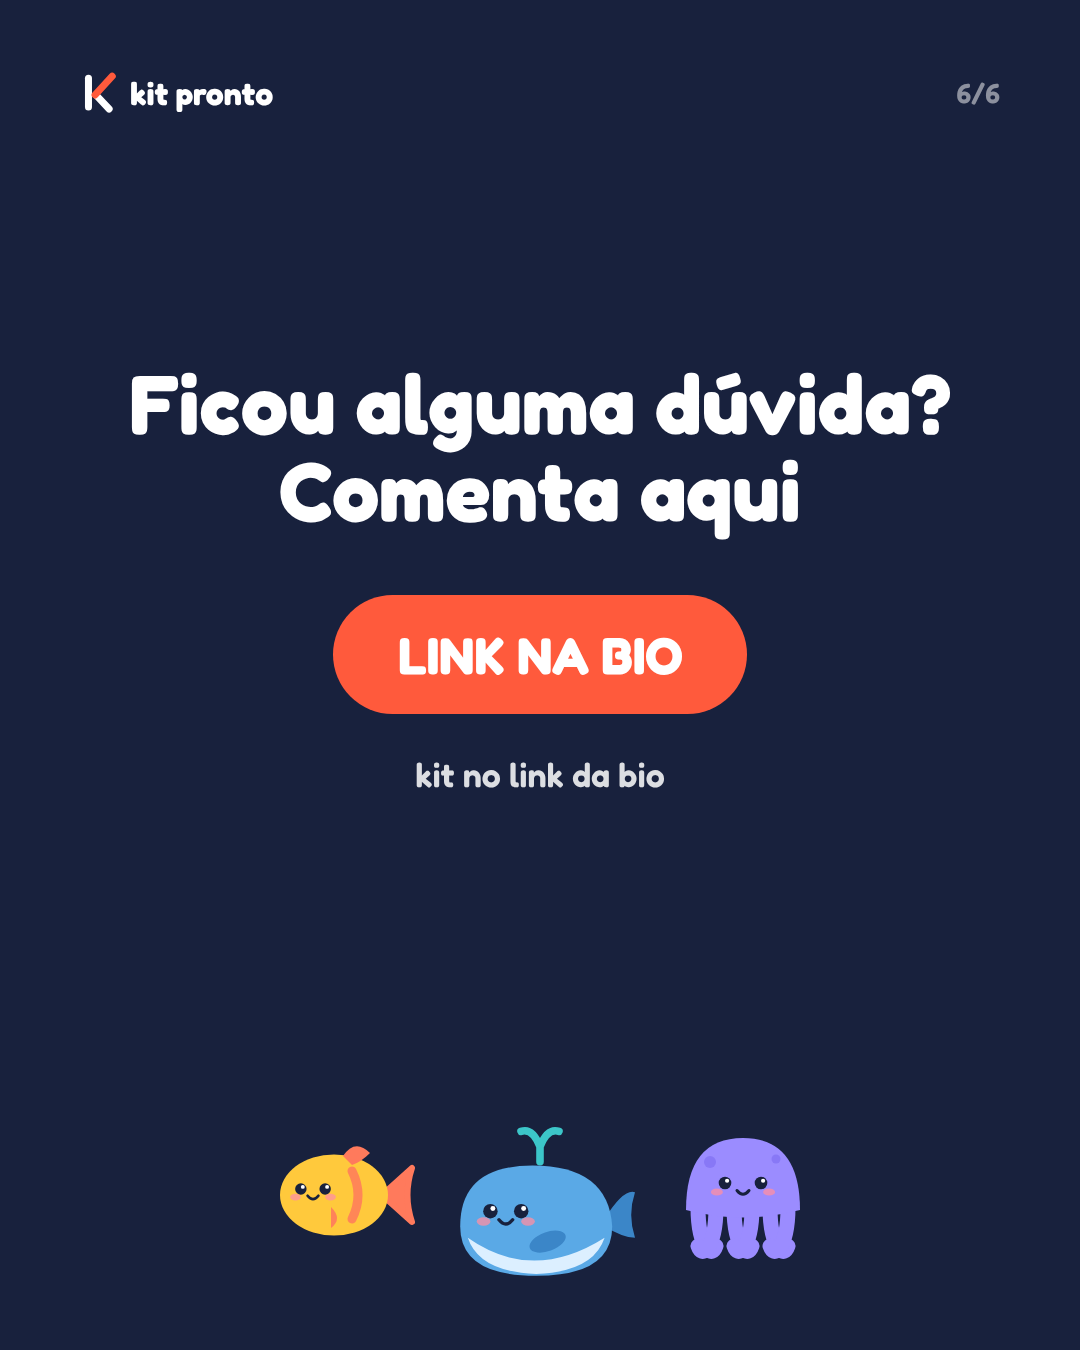 kit pronto
6/6
Ficou alguma dúvida?
Comenta aqui
LINK NA BIO
kit no link da bio